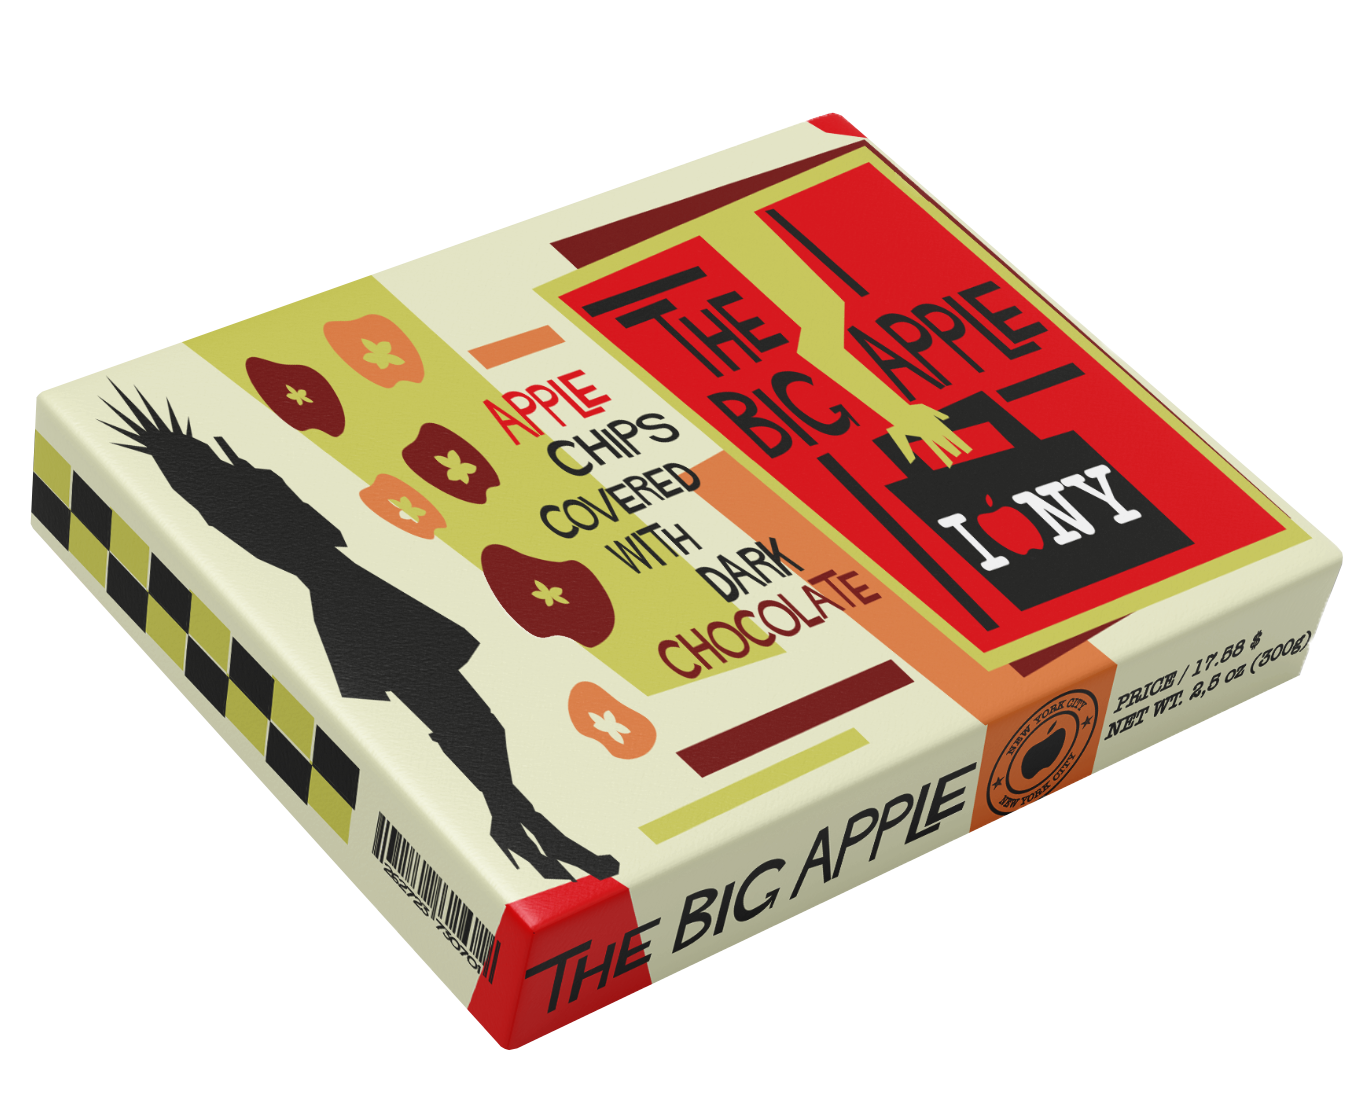 THE
BIG
I
APPLE
I NY
APPLE
CHIPS
COVERED
WITH
DARK
CHOCOLATE
THE BIG APPLE
NEW YORK CITY
NEW YORK CITY
PRICE / 17.58 $
NET WT. 2,5 oz (300g)